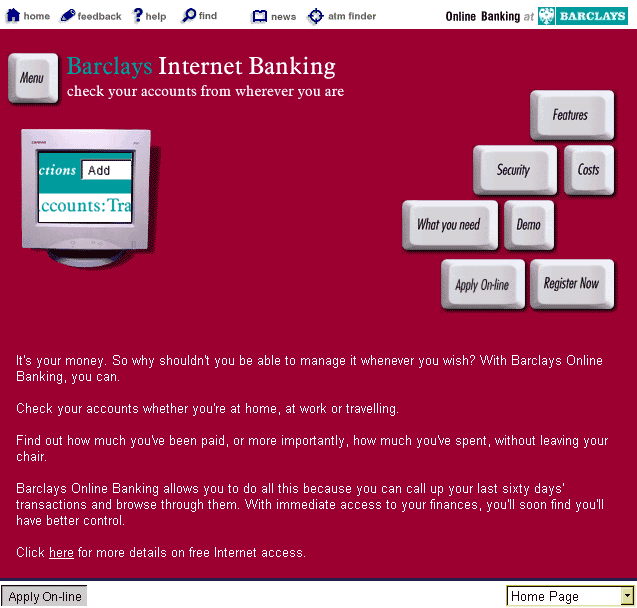 home feedback help find news atm finder Online Banking at BARCLAYS
Menu
Barclays Internet Banking
check your accounts from wherever you are
Features
ctions Add
ccounts:Tra
Security Costs
What you need Demo
Apply On-line Register Now
It's your money. So why shouldn't you be able to manage it whenever you wish? With Barclays Online
Banking, you can.
Check your accounts whether you're at home, at work or travelling.
Find out how much you've been paid, or more importantly, how much you've spent, without leaving your
chair.
Barclays Online Banking allows you to do all this because you can call up your last sixty days'
transactions and browse through them. With immediate access to your finances, you'll soon find you'll
have better control.
Click here for more details on free Internet access.
Apply On-line Home Page